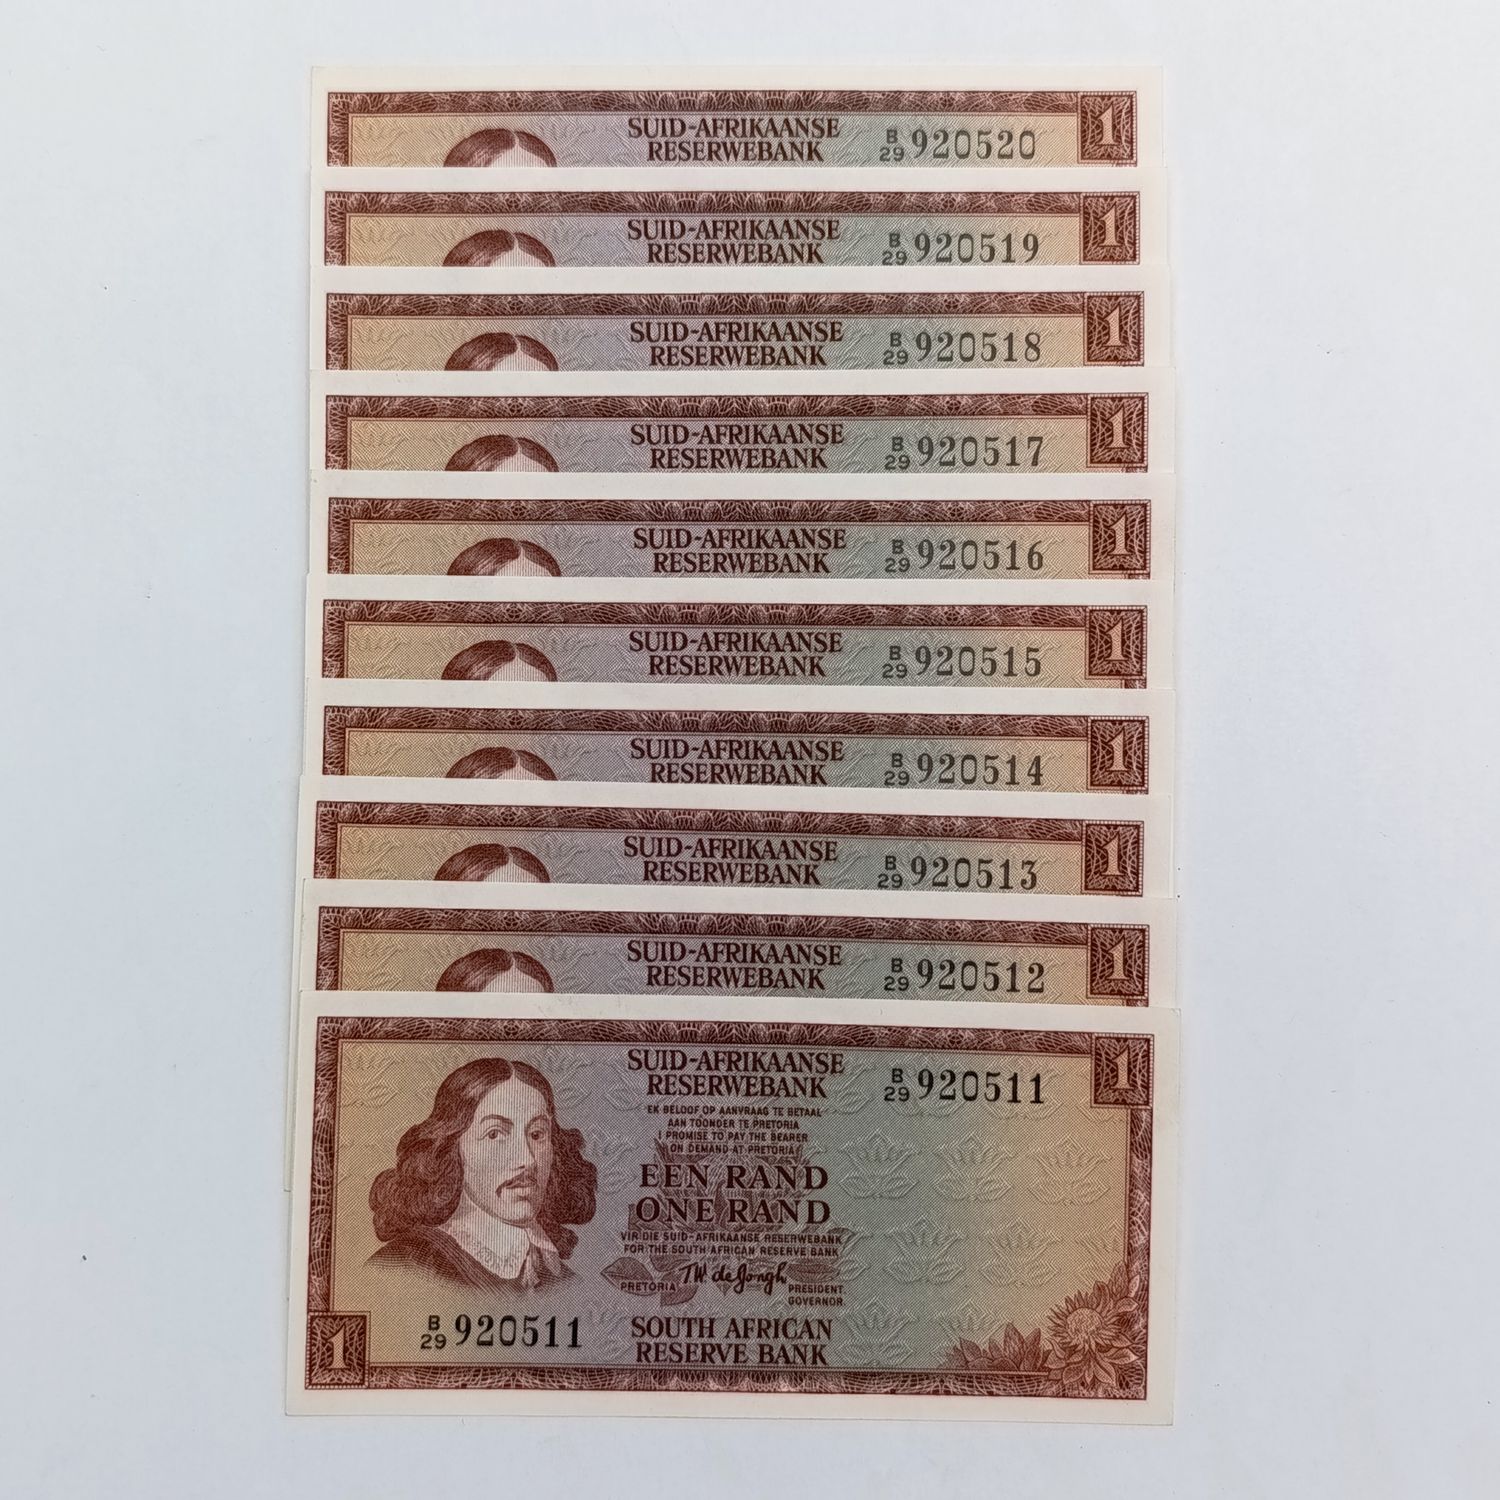 SUID-AFRIKAANSE
RESERWEBANK
B/29 920520
1
SUID-AFRIKAANSE
RESERWEBANK
B/29 920519
1
SUID-AFRIKAANSE
RESERWEBANK
B/29 920518
1
SUID-AFRIKAANSE
RESERWEBANK
B/29 920517
1
SUID-AFRIKAANSE
RESERWEBANK
B/29 920516
1
SUID-AFRIKAANSE
RESERWEBANK
B/29 920515
1
SUID-AFRIKAANSE
RESERWEBANK
B/29 920514
1
SUID-AFRIKAANSE
RESERWEBANK
B/29 920513
1
SUID-AFRIKAANSE
RESERWEBANK
B/29 920512
1
SUID-AFRIKAANSE
RESERWEBANK
B/29 920511
1
EK BELOOF OP AANVRAAG TE BETAAL
AAN TOONDER TE PRETORIA
I PROMISE TO PAY THE BEARER
ON DEMAND AT PRETORIA
EEN RAND
ONE RAND
VIR DIE SUID-AFRIKAANSE RESERWEBANK
FOR THE SOUTH AFRICAN RESERVE BANK
PRETORIA TW de Jongh PRESIDENT.
GOVERNOR.
1
B/29 920511
SOUTH AFRICAN
RESERVE BANK